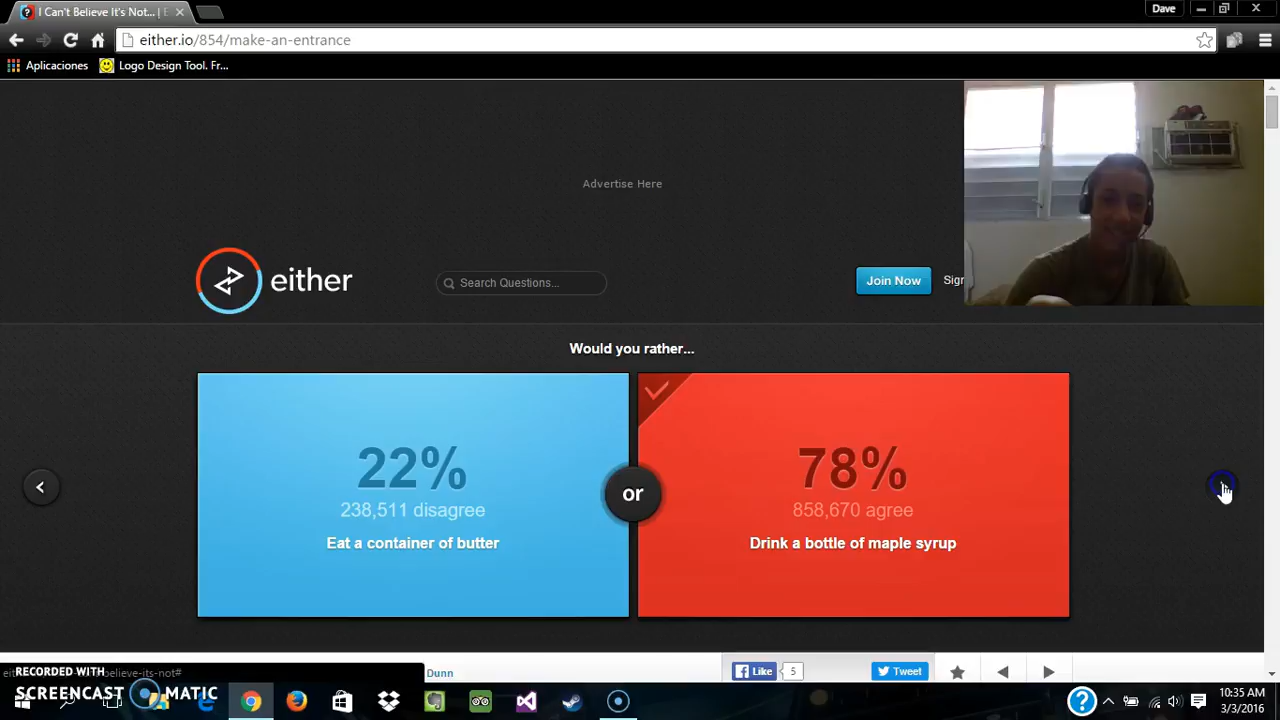 I Can't Believe It's Not... | E
Dave
either.io/854/make-an-entrance
Aplicaciones
Logo Design Tool. Fr...
Advertise Here
either
Search Questions...
Join Now
Sign
Would you rather...
22%
238,511 disagree
Eat a container of butter
or
78%
858,670 agree
Drink a bottle of maple syrup
Dunn
Like
5
Tweet
RECORDED WITH
SCREENCAST MATIC
10:35 AM
3/3/2016